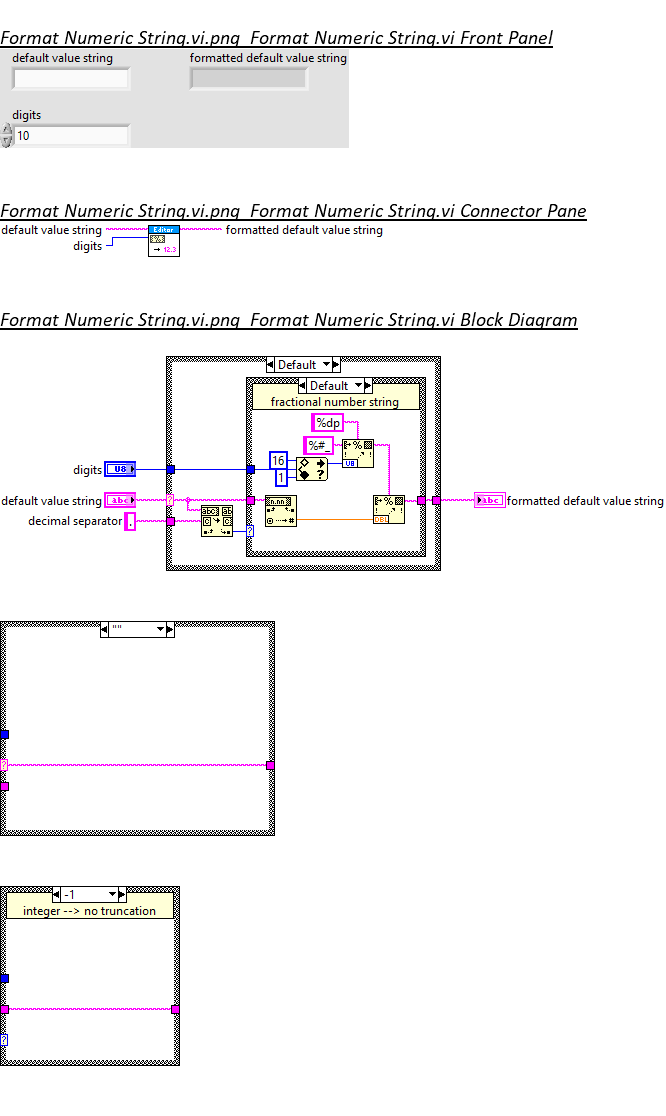 Format Numeric String.vi.png  Format Numeric String.vi Front Panel
default value string
formatted default value string
digits
10
Format Numeric String.vi.png  Format Numeric String.vi Connector Pane
default value string
Editor
formatted default value string
digits
%
→ 12.3
Format Numeric String.vi.png  Format Numeric String.vi Block Diagram
Default
Default
fractional number string
%dp
%#_
16
1
U8
digits
U8
default value string
abc
n.nn
abc
formatted default value string
decimal separator
.
DBL
""
-1
integer --> no truncation